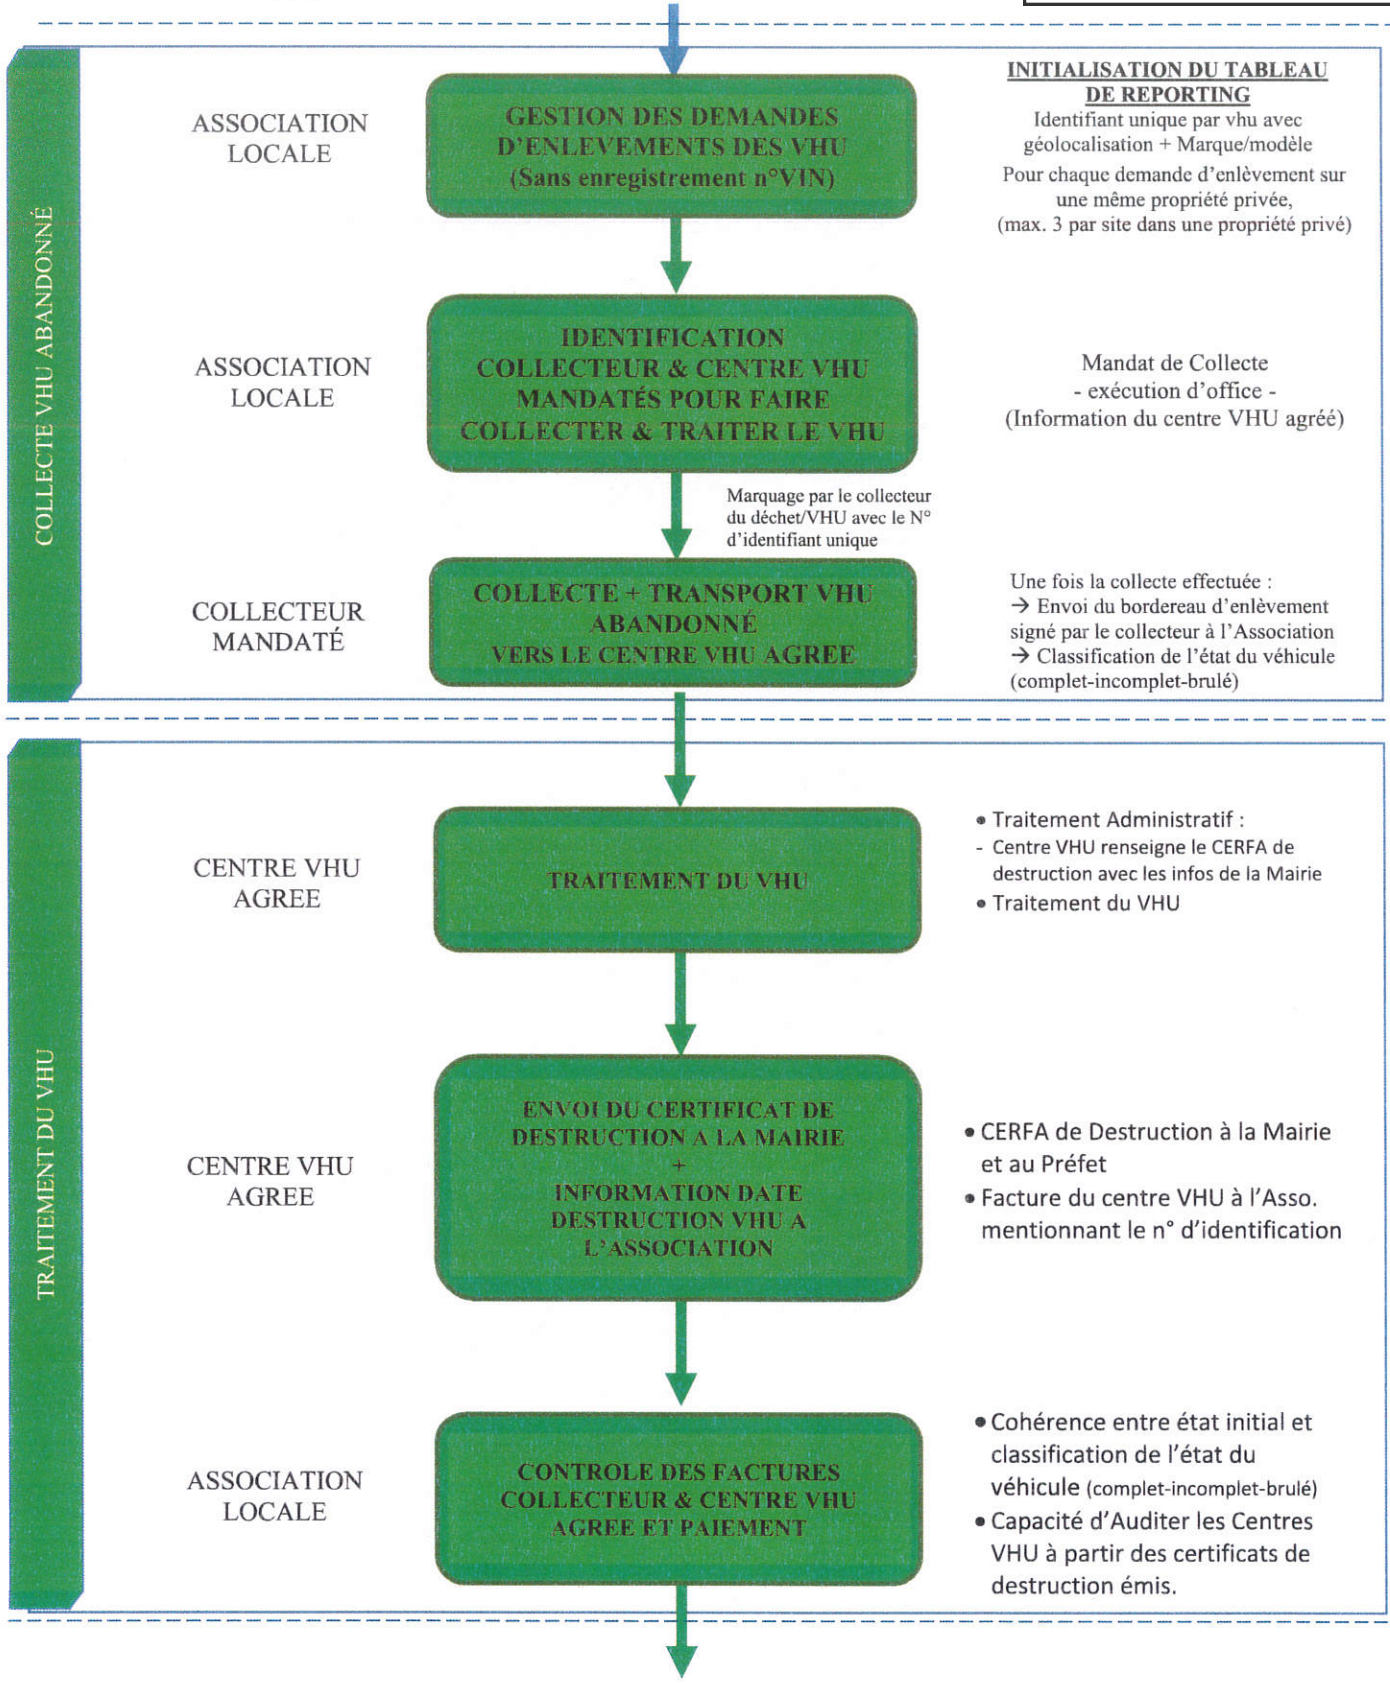 COLLECTE VHU ABANDONNÉ
ASSOCIATION
LOCALE
GESTION DES DEMANDES
D'ENLEVEMENTS DES VHU
(Sans enregistrement n°VIN)
INITIALISATION DU TABLEAU
DE REPORTING
Identifiant unique par vhu avec
géolocalisation + Marque/modèle
Pour chaque demande d'enlèvement sur
une même propriété privée,
(max. 3 par site dans une propriété privé)
ASSOCIATION
LOCALE
IDENTIFICATION
COLLECTEUR & CENTRE VHU
MANDATÉS POUR FAIRE
COLLECTER & TRAITER LE VHU
Mandat de Collecte
- exécution d'office -
(Information du centre VHU agréé)
Marquage par le collecteur
du déchet/VHU avec le N°
d'identifiant unique
COLLECTEUR
MANDATÉ
COLLECTE + TRANSPORT VHU
ABANDONNÉ
VERS LE CENTRE VHU AGREE
Une fois la collecte effectuée :
→ Envoi du bordereau d'enlèvement
signé par le collecteur à l'Association
→ Classification de l'état du véhicule
(complet-incomplet-brulé)
TRAITEMENT DU VHU
CENTRE VHU
AGREE
TRAITEMENT DU VHU
• Traitement Administratif :
- Centre VHU renseigne le CERFA de
destruction avec les infos de la Mairie
• Traitement du VHU
CENTRE VHU
AGREE
ENVOI DU CERTIFICAT DE
DESTRUCTION A LA MAIRIE
+
INFORMATION DATE
DESTRUCTION VHU A
L'ASSOCIATION
• CERFA de Destruction à la Mairie
et au Préfet
• Facture du centre VHU à l'Asso.
mentionnant le n° d'identification
ASSOCIATION
LOCALE
CONTROLE DES FACTURES
COLLECTEUR & CENTRE VHU
AGREE ET PAIEMENT
• Cohérence entre état initial et
classification de l'état du
véhicule (complet-incomplet-brulé)
• Capacité d'Auditer les Centres
VHU à partir des certificats de
destruction émis.